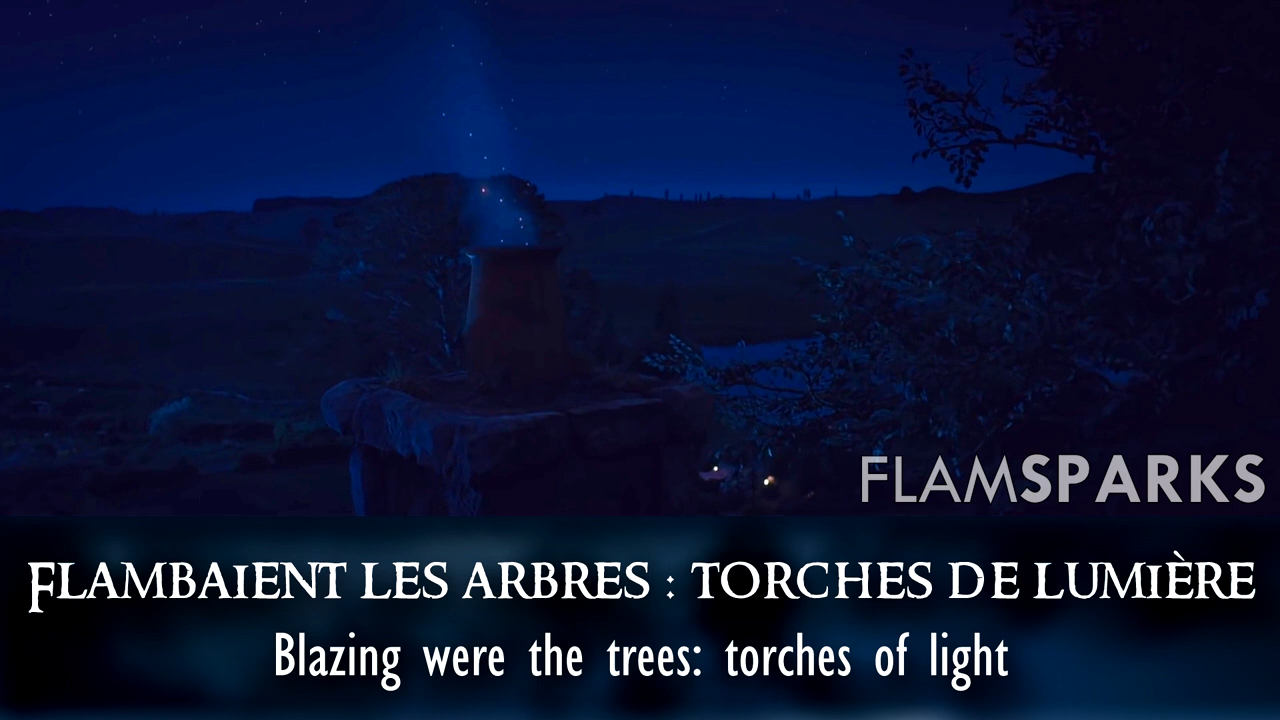 FLAMSPARKS
FLAMBAIENT LES ARBRES : TORCHES DE LUMIÈRE
Blazing were the trees: torches of light